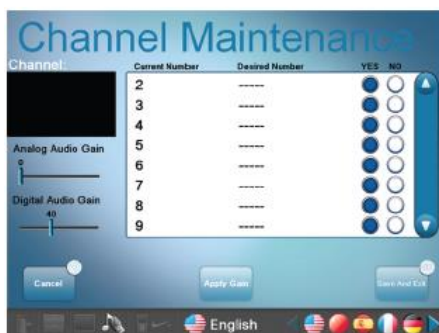 Channel Maintenance
Channel:
Current Number Desired Number YES NO
2 -----
3 -----
4 -----
5 -----
6 -----
7 -----
8 -----
9 -----
Analog Audio Gain
0
Digital Audio Gain
40
Cancel Apply Gain Save And Exit
English